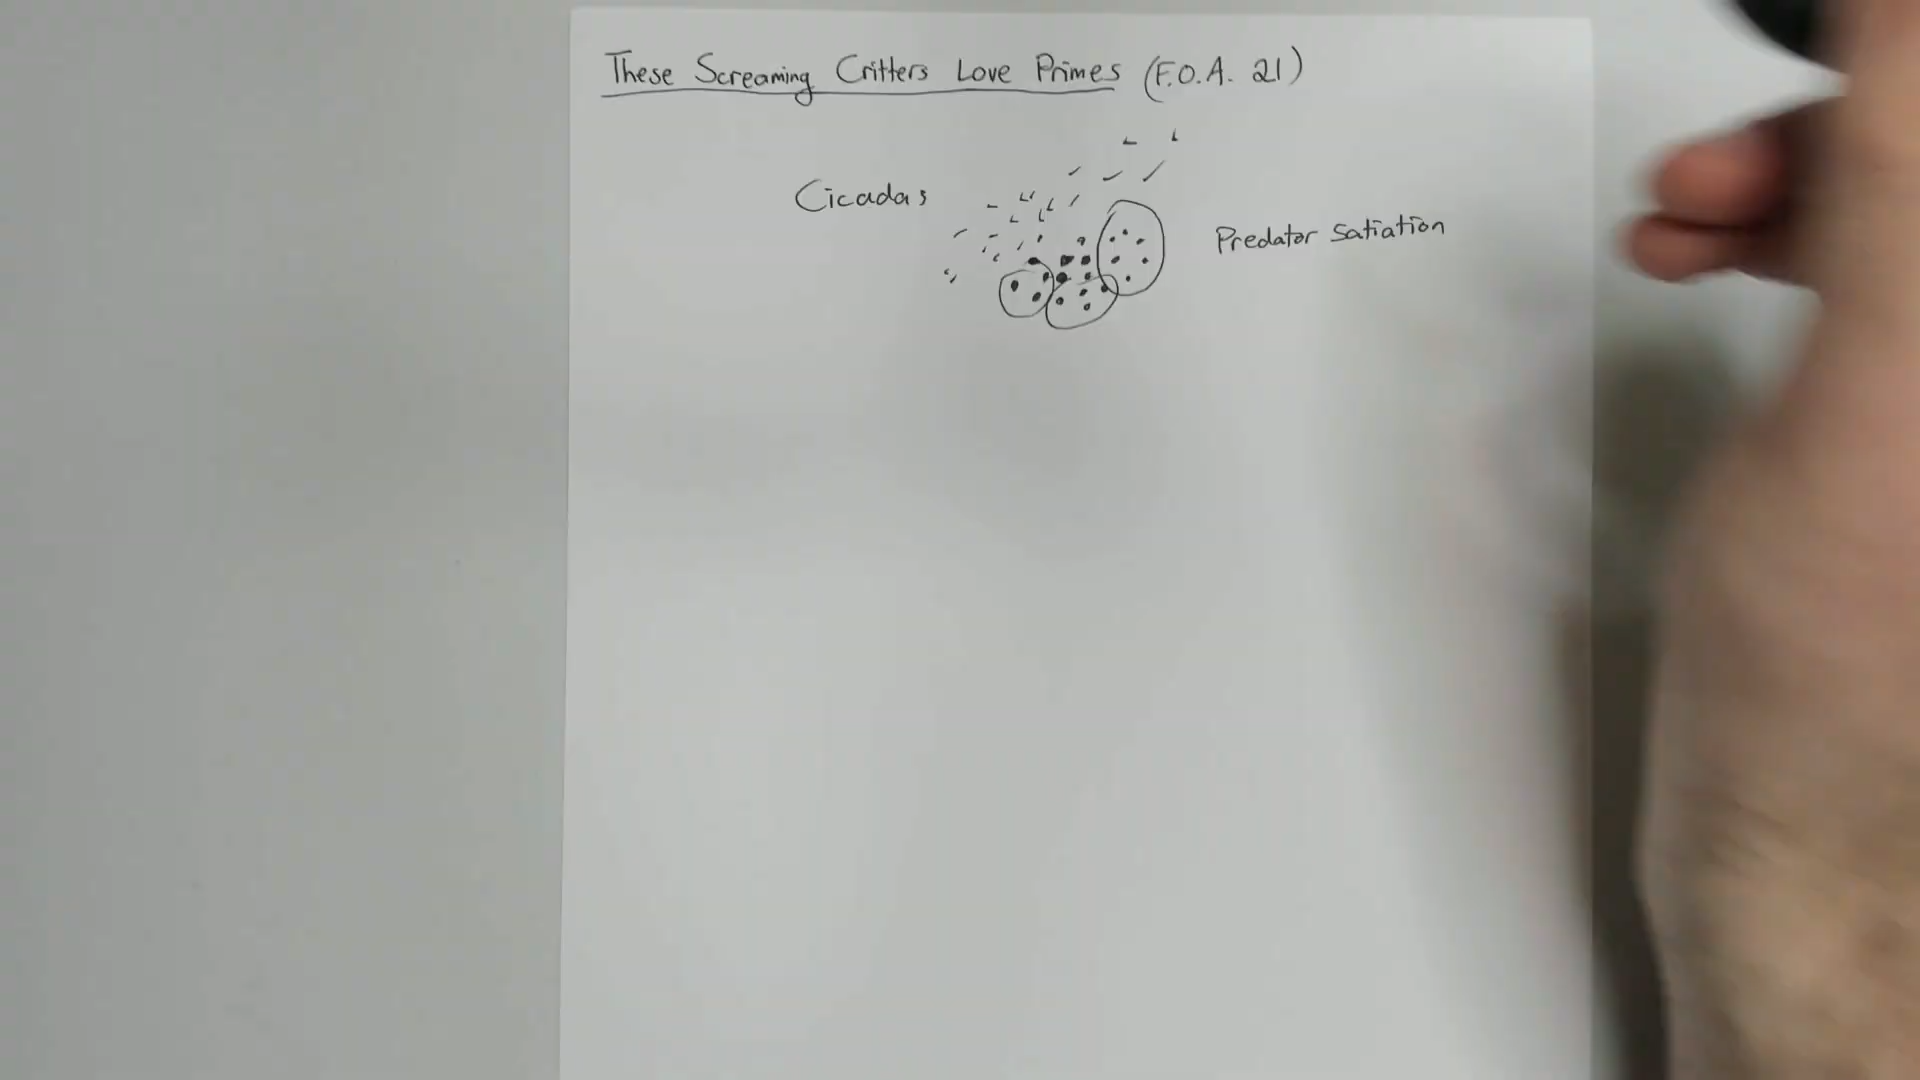 These Screaming Critters Love Primes (F.O.A. 21)
Cicadas
Predator Satiation